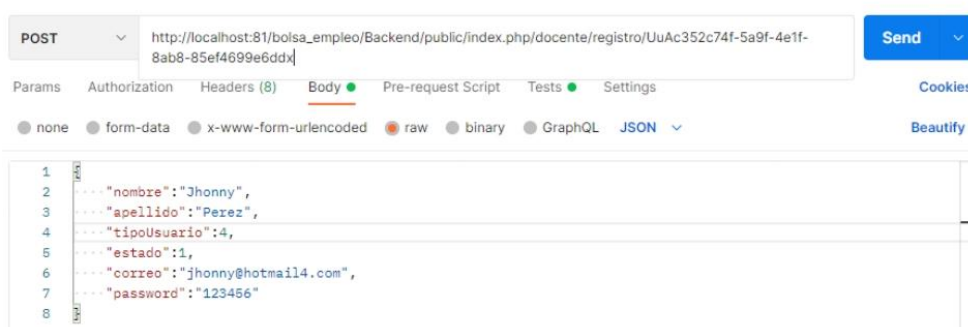 POST
http://localhost:81/bolsa_empleo/Backend/public/index.php/docente/registro/UuAc352c74f-5a9f-4e1f-
8ab8-85ef4699e6ddx
Send
Params Authorization Headers (8) Body Pre-request Script Tests Settings Cookies
none form-data x-www-form-urlencoded raw binary GraphQL JSON Beautify
1 {
2 "nombre":"Jhonny",
3 "apellido":"Perez",
4 "tipoUsuario":4,
5 "estado":1,
6 "correo":"jhonny@hotmail4.com",
7 "password":"123456"
8 }